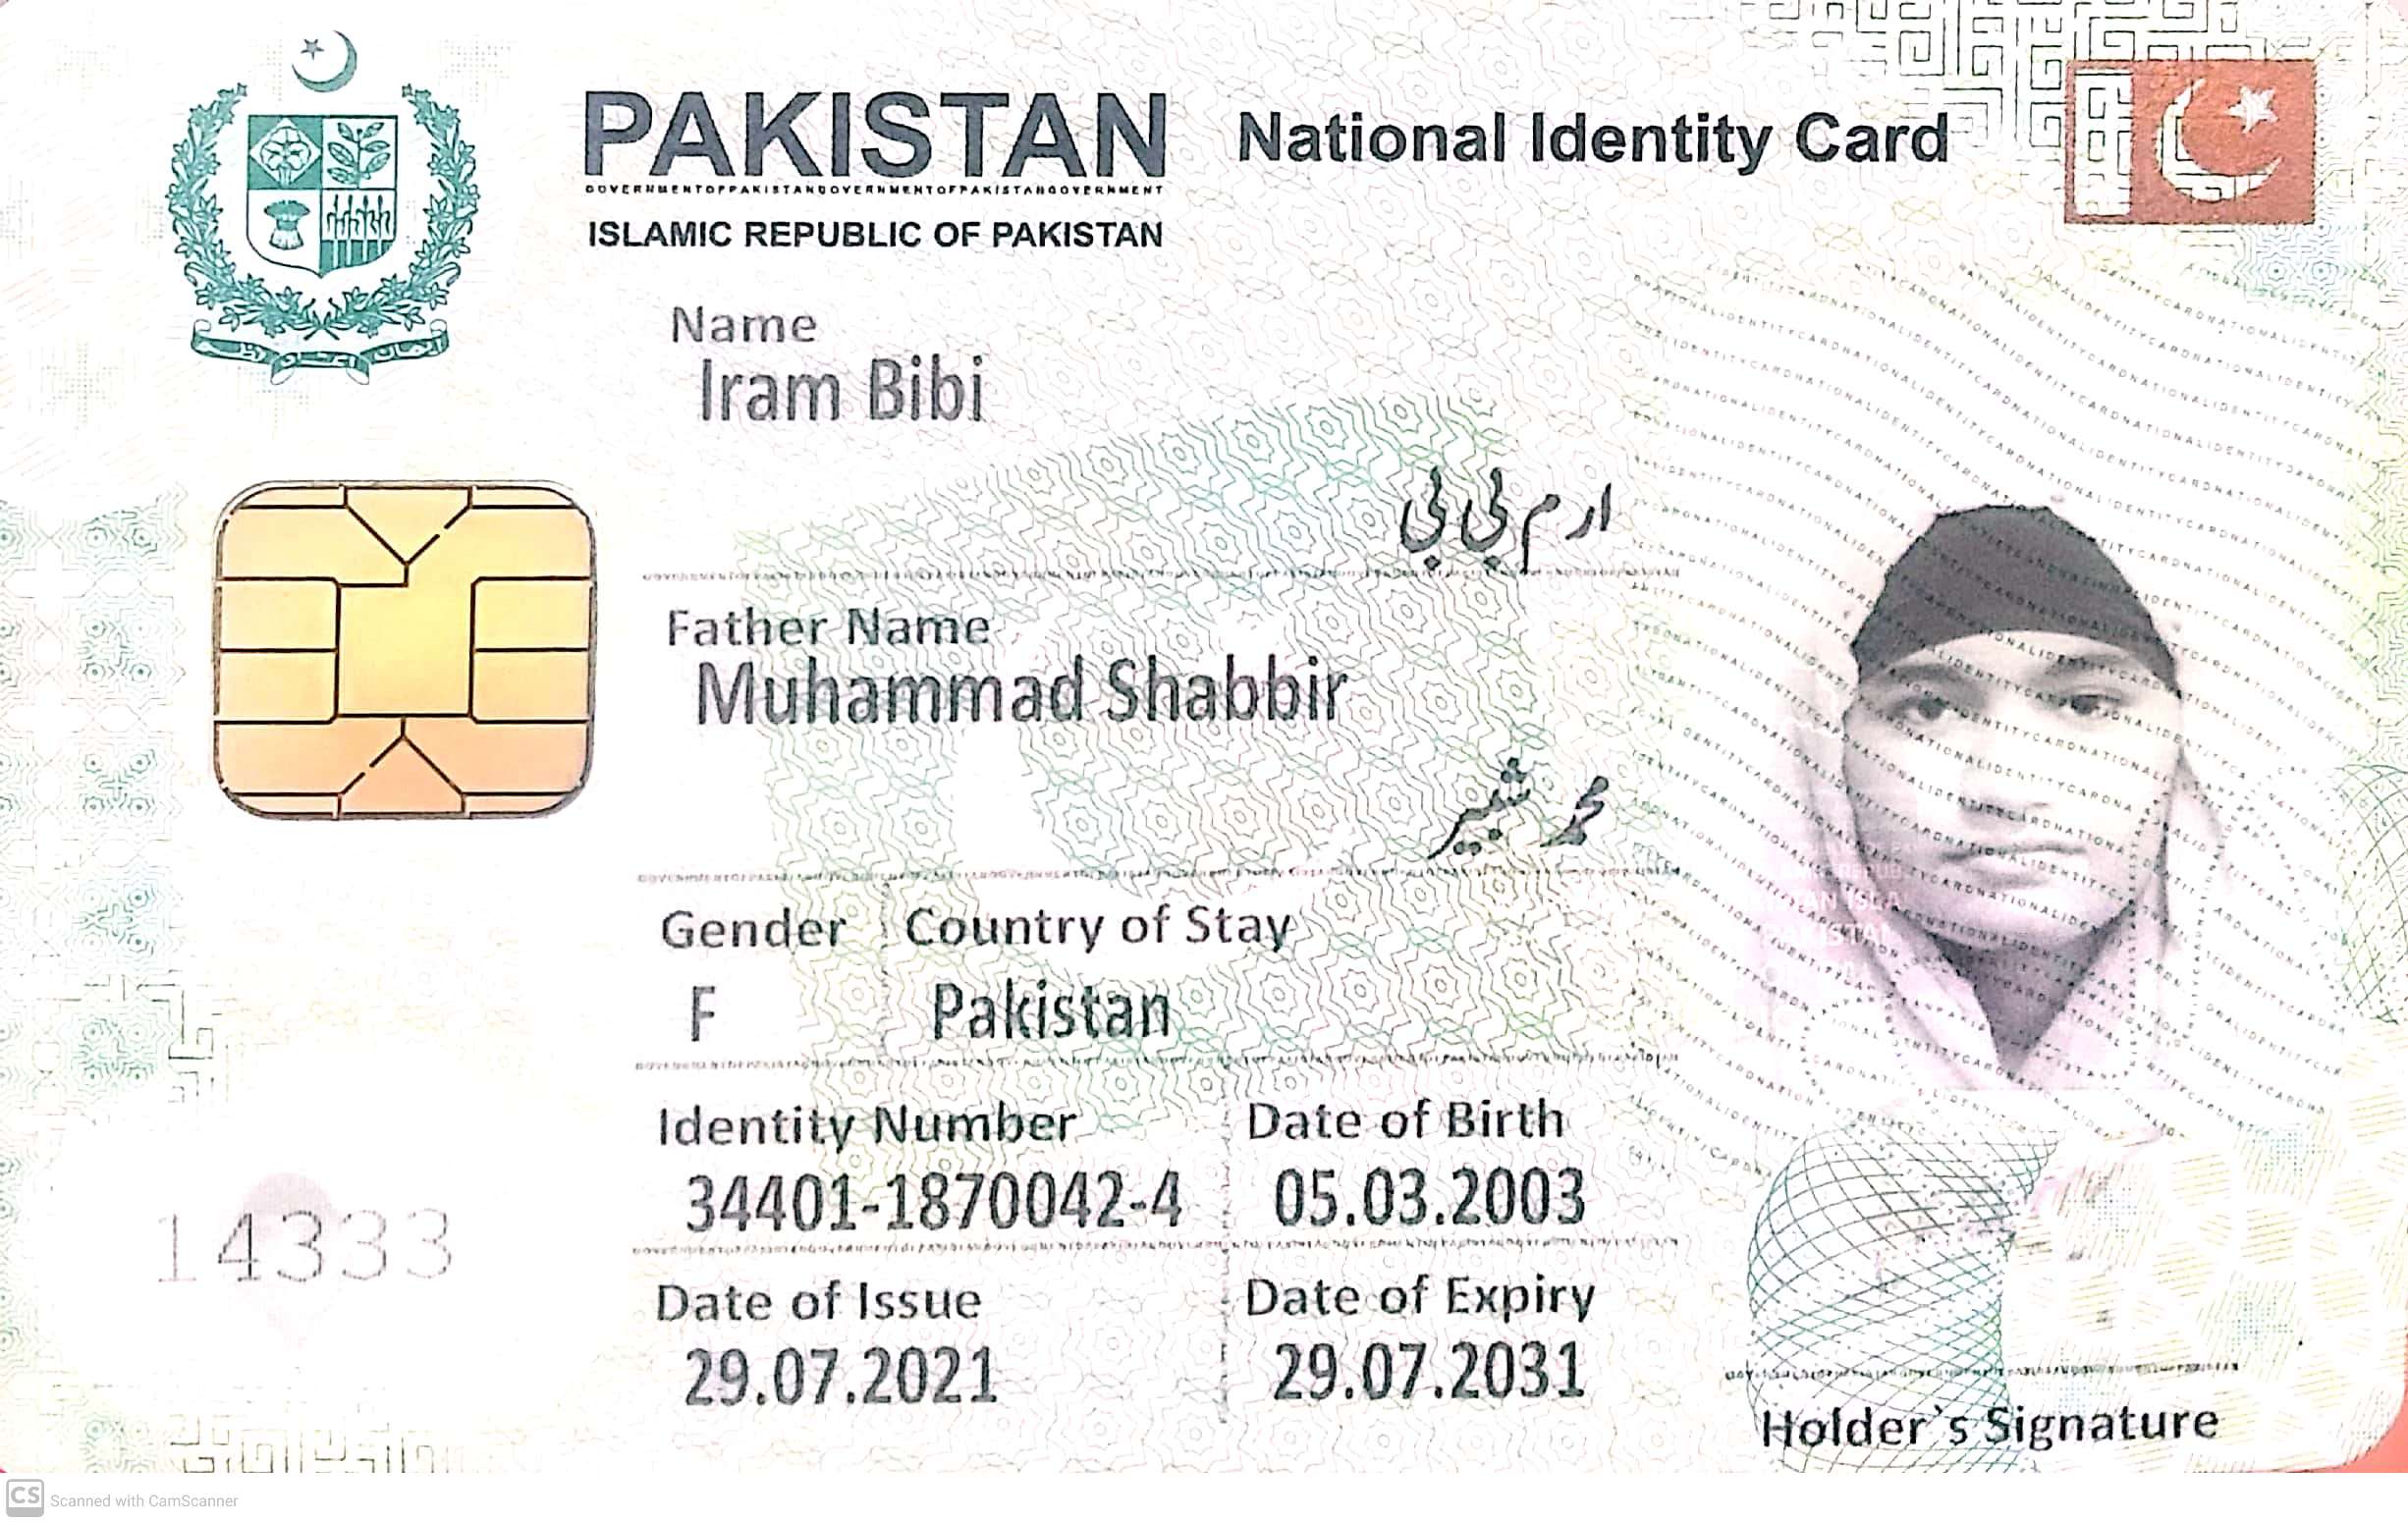 PAKISTAN National Identity Card
ISLAMIC REPUBLIC OF PAKISTAN
Name
Iram Bibi
ارم بی بی
Father Name
Muhammad Shabbir
محمد شبیر
Gender Country of Stay
F Pakistan
Identity Number Date of Birth
34401-1870042-4 05.03.2003
14333
Date of Issue Date of Expiry
29.07.2021 29.07.2031
Holder`s Signature
CS Scanned with CamScanner